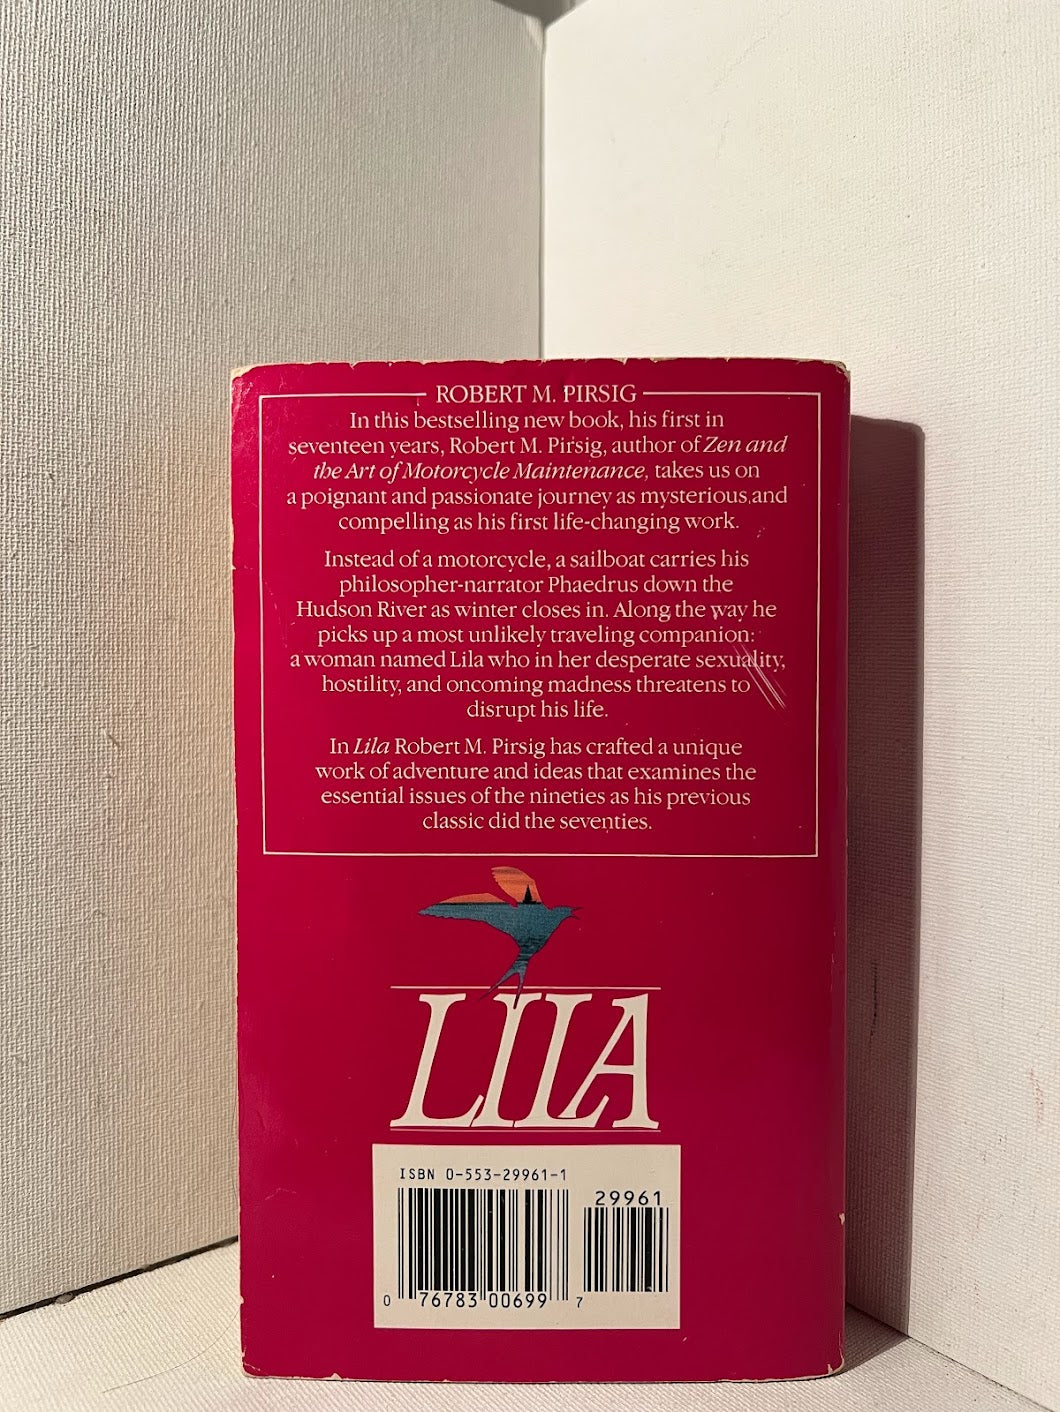 ROBERT M. PIRSIG
In this bestselling new book, his first in
seventeen years, Robert M. Pirsig, author of Zen and
the Art of Motorcycle Maintenance, takes us on
a poignant and passionate journey as mysterious and
compelling as his first life-changing work.
Instead of a motorcycle, a sailboat carries his
philosopher-narrator Phaedrus down the
Hudson River as winter closes in. Along the way he
picks up a most unlikely traveling companion:
a woman named Lila who in her desperate sexuality,
hostility, and oncoming madness threatens to
disrupt his life.
In Lila Robert M. Pirsig has crafted a unique
work of adventure and ideas that examines the
essential issues of the nineties as his previous
classic did the seventies.
LILA
ISBN 0-553-29961-1
29961
0 76783 00699 7